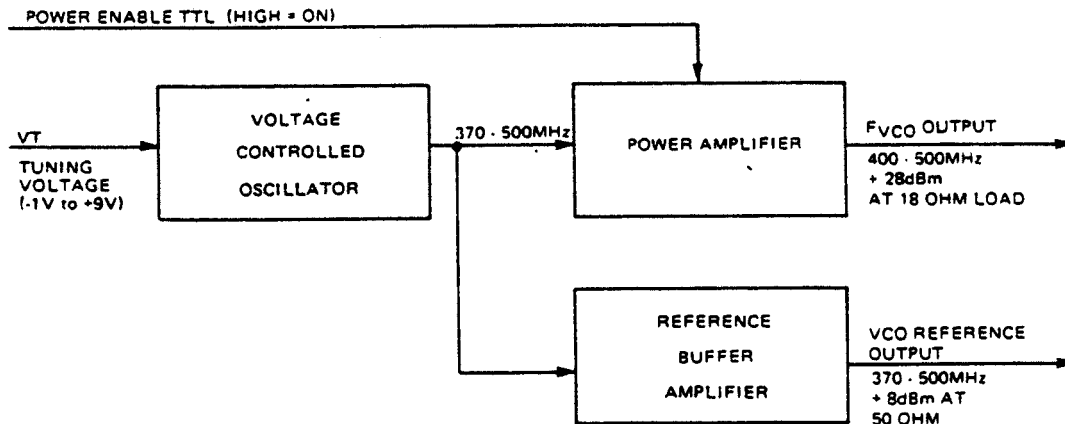 POWER ENABLE TTL (HIGH = ON)
VT
TUNING
VOLTAGE
(-1V to +9V)
VOLTAGE
CONTROLLED
OSCILLATOR
370 - 500MHz
POWER AMPLIFIER
FVCO OUTPUT
400 - 500MHz
+ 28dBm
AT 18 OHM LOAD
REFERENCE
BUFFER
AMPLIFIER
VCO REFERENCE
OUTPUT
370 - 500MHz
+ 8dBm AT
50 OHM